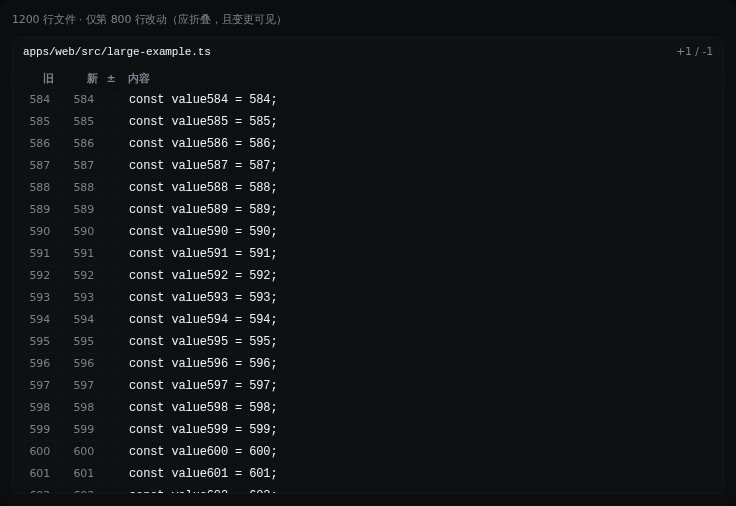 1200 行文件 · 仅第 800 行改动（应折叠，且变更可见）
apps/web/src/large-example.ts +1 / -1
旧 新 ± 内容
584 584 const value584 = 584;
585 585 const value585 = 585;
586 586 const value586 = 586;
587 587 const value587 = 587;
588 588 const value588 = 588;
589 589 const value589 = 589;
590 590 const value590 = 590;
591 591 const value591 = 591;
592 592 const value592 = 592;
593 593 const value593 = 593;
594 594 const value594 = 594;
595 595 const value595 = 595;
596 596 const value596 = 596;
597 597 const value597 = 597;
598 598 const value598 = 598;
599 599 const value599 = 599;
600 600 const value600 = 600;
601 601 const value601 = 601;